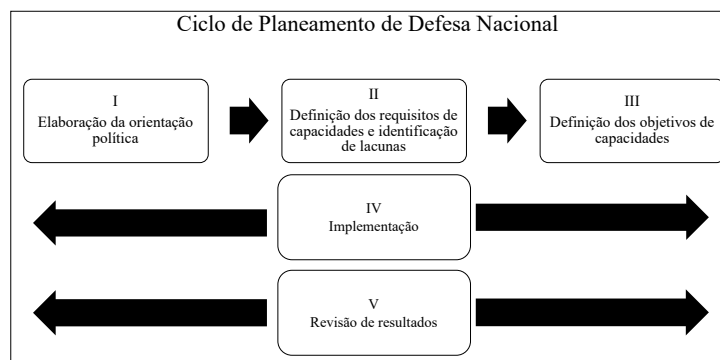 Ciclo de Planeamento de Defesa Nacional
I
Elaboração da orientação
política
II
Definição dos requisitos de
capacidades e identificação
de lacunas
III
Definição dos objetivos de
capacidades
IV
Implementação
V
Revisão de resultados